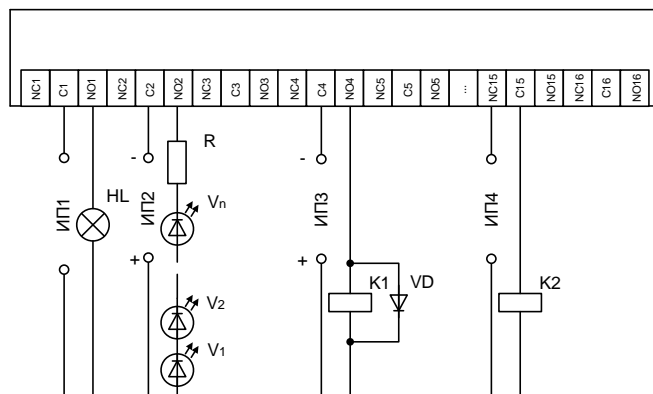 NC1 C1 NO1 NC2 C2 NO2 NC3 C3 NO3 NC4 C4 NO4 NC5 C5 NO5 ... NC15 C15 NO15 NC16 C16 NO16
ИП1
HL
-
ИП2
+
R
Vn
V2
V1
-
ИП3
+
K1
VD
ИП4
K2